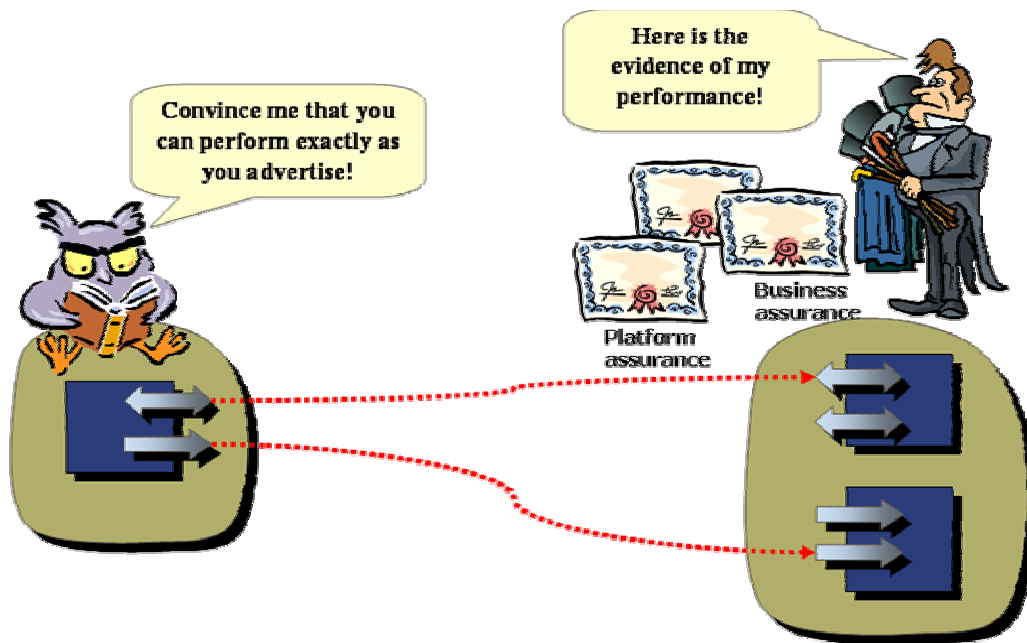 Convince me that you
can perform exactly as
you advertise!
Here is the
evidence of my
performance!
Business
assurance
Platform
assurance